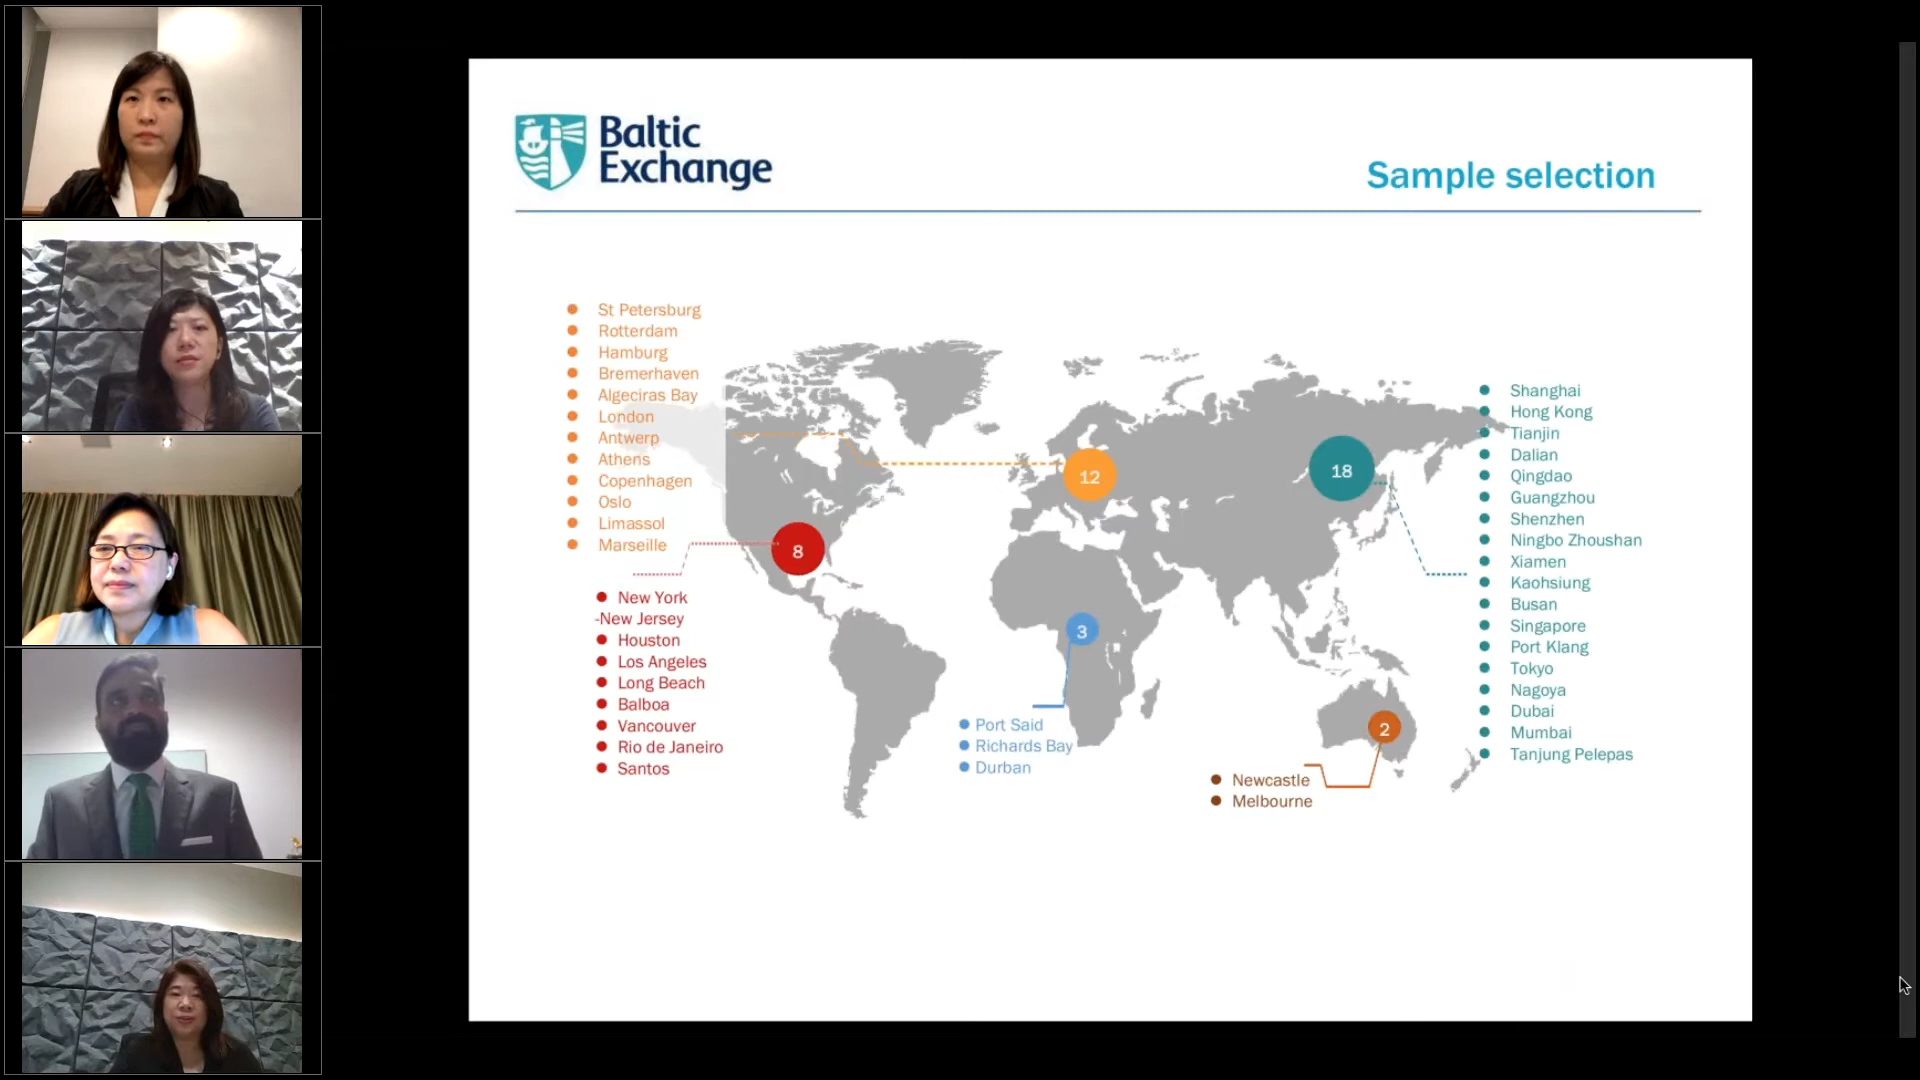 Baltic
Exchange
Sample selection
St Petersburg
Rotterdam
Hamburg
Bremerhaven
Algeciras Bay
London
Antwerp
Athens
Copenhagen
Oslo
Limassol
Marseille
12
18
8
3
2
New York
-New Jersey
Houston
Los Angeles
Long Beach
Balboa
Vancouver
Rio de Janeiro
Santos
Port Said
Richards Bay
Durban
Newcastle
Melbourne
Shanghai
Hong Kong
Tianjin
Dalian
Qingdao
Guangzhou
Shenzhen
Ningbo Zhoushan
Xiamen
Kaohsiung
Busan
Singapore
Port Klang
Tokyo
Nagoya
Dubai
Mumbai
Tanjung Pelepas